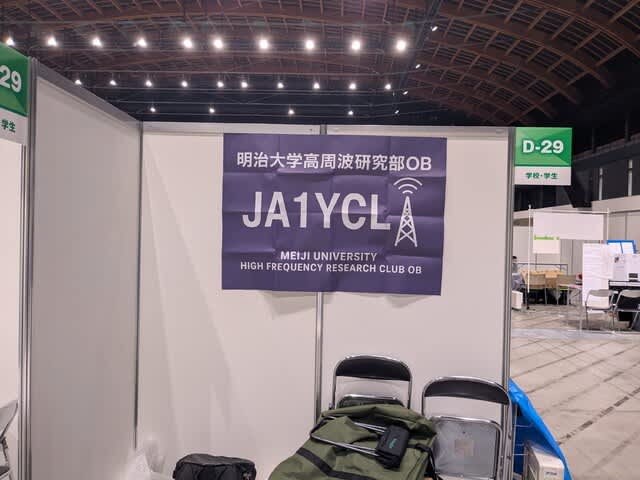 29
学生
明治大学高周波研究部OB
JA1YCL
MEIJI UNIVERSITY
HIGH FREQUENCY RESEARCH CLUB OB
D-29
学校・学生